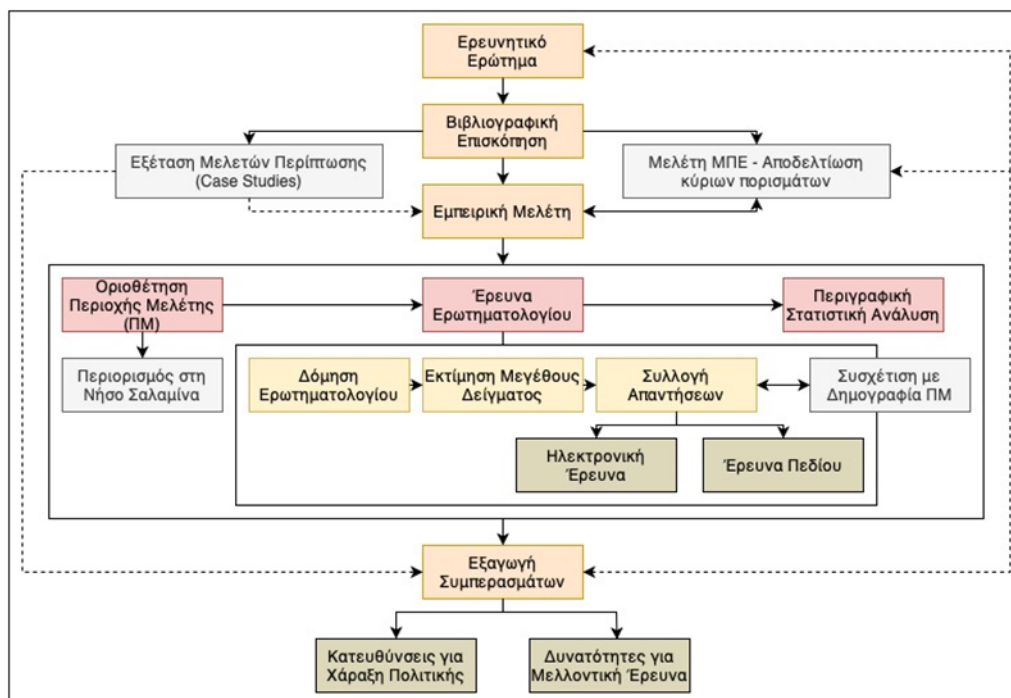 Ερευνητικό
Ερώτημα
Βιβλιογραφική
Επισκόπηση
Εξέταση Μελετών Περίπτωσης
(Case Studies)
Μελέτη ΜΠΕ - Αποδελτίωση
κύριων πορισμάτων
Εμπειρική Μελέτη
Οριοθέτηση
Περιοχής Μελέτης
(ΠΜ)
Έρευνα
Ερωτηματολογίου
Περιγραφική
Στατιστική Ανάλυση
Περιορισμός στη
Νήσο Σαλαμίνα
Δόμηση
Ερωτηματολογίου
Εκτίμηση Μεγέθους
Δείγματος
Συλλογή
Απαντήσεων
Συσχέτιση με
Δημογραφία ΠΜ
Ηλεκτρονική
Έρευνα
Έρευνα Πεδίου
Εξαγωγή
Συμπερασμάτων
Κατευθύνσεις για
Χάραξη Πολιτικής
Δυνατότητες για
Μελλοντική Έρευνα